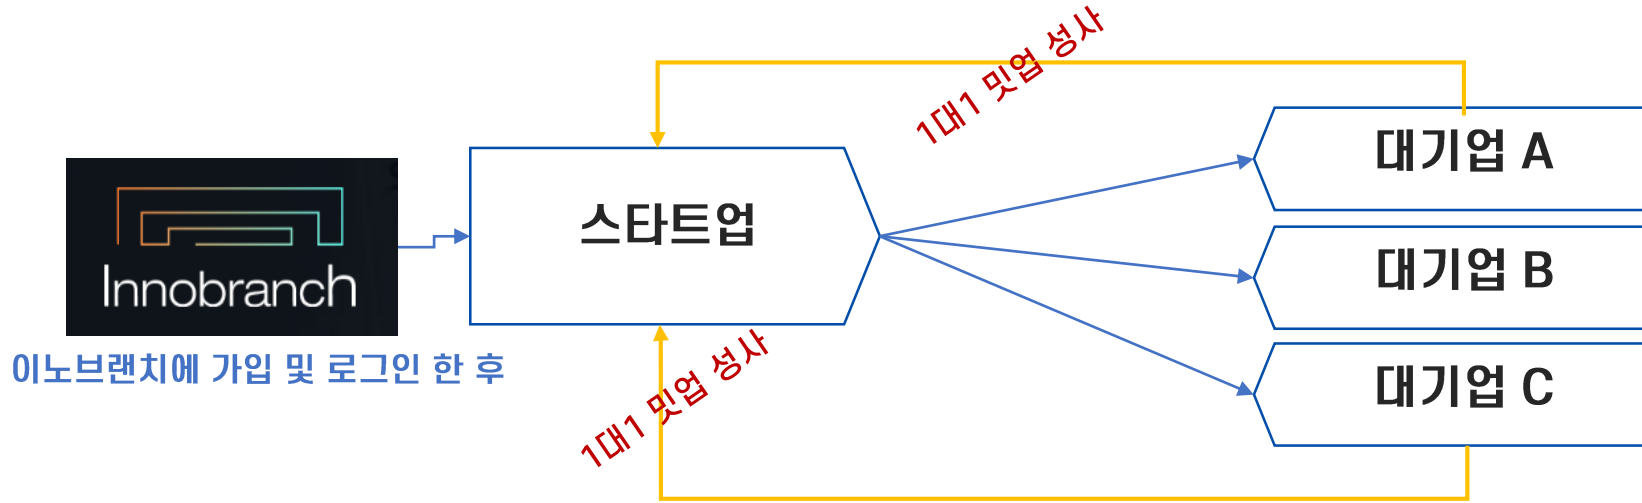 1대1 밋업 성사
대기업 A
스타트업
대기업 B
Innobranch
이노브랜치에 가입 및 로그인 한 후
대기업 C
1대1 밋업 성사